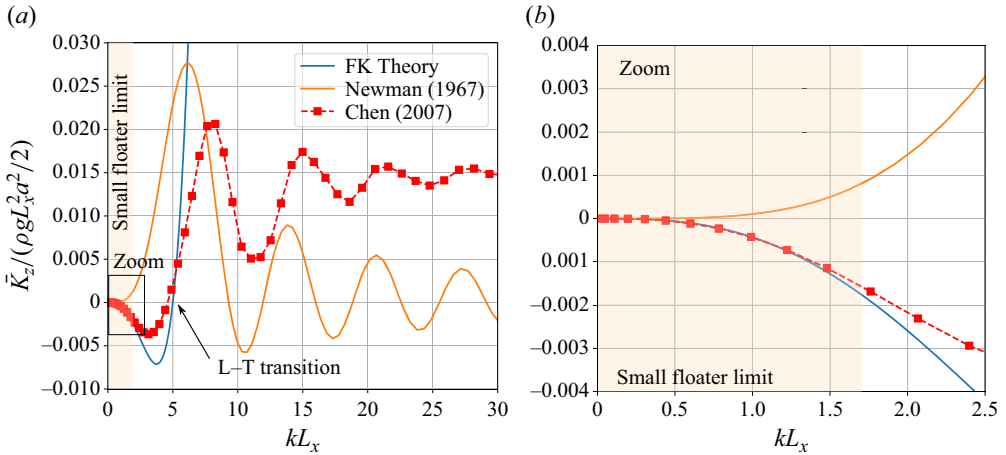 (a)
(b)
0.030
0.025
0.020
0.015
0.010
0.005
0
–0.005
–0.010
K̄z/(ρgLx²a²/2)
FK Theory
Newman (1967)
Chen (2007)
Small floater limit
Zoom
L–T transition
0 5 10 15 20 25 30
kLx
0.004
0.003
0.002
0.001
0
–0.001
–0.002
–0.003
–0.004
Zoom
Small floater limit
0 0.5 1.0 1.5 2.0 2.5
kLx